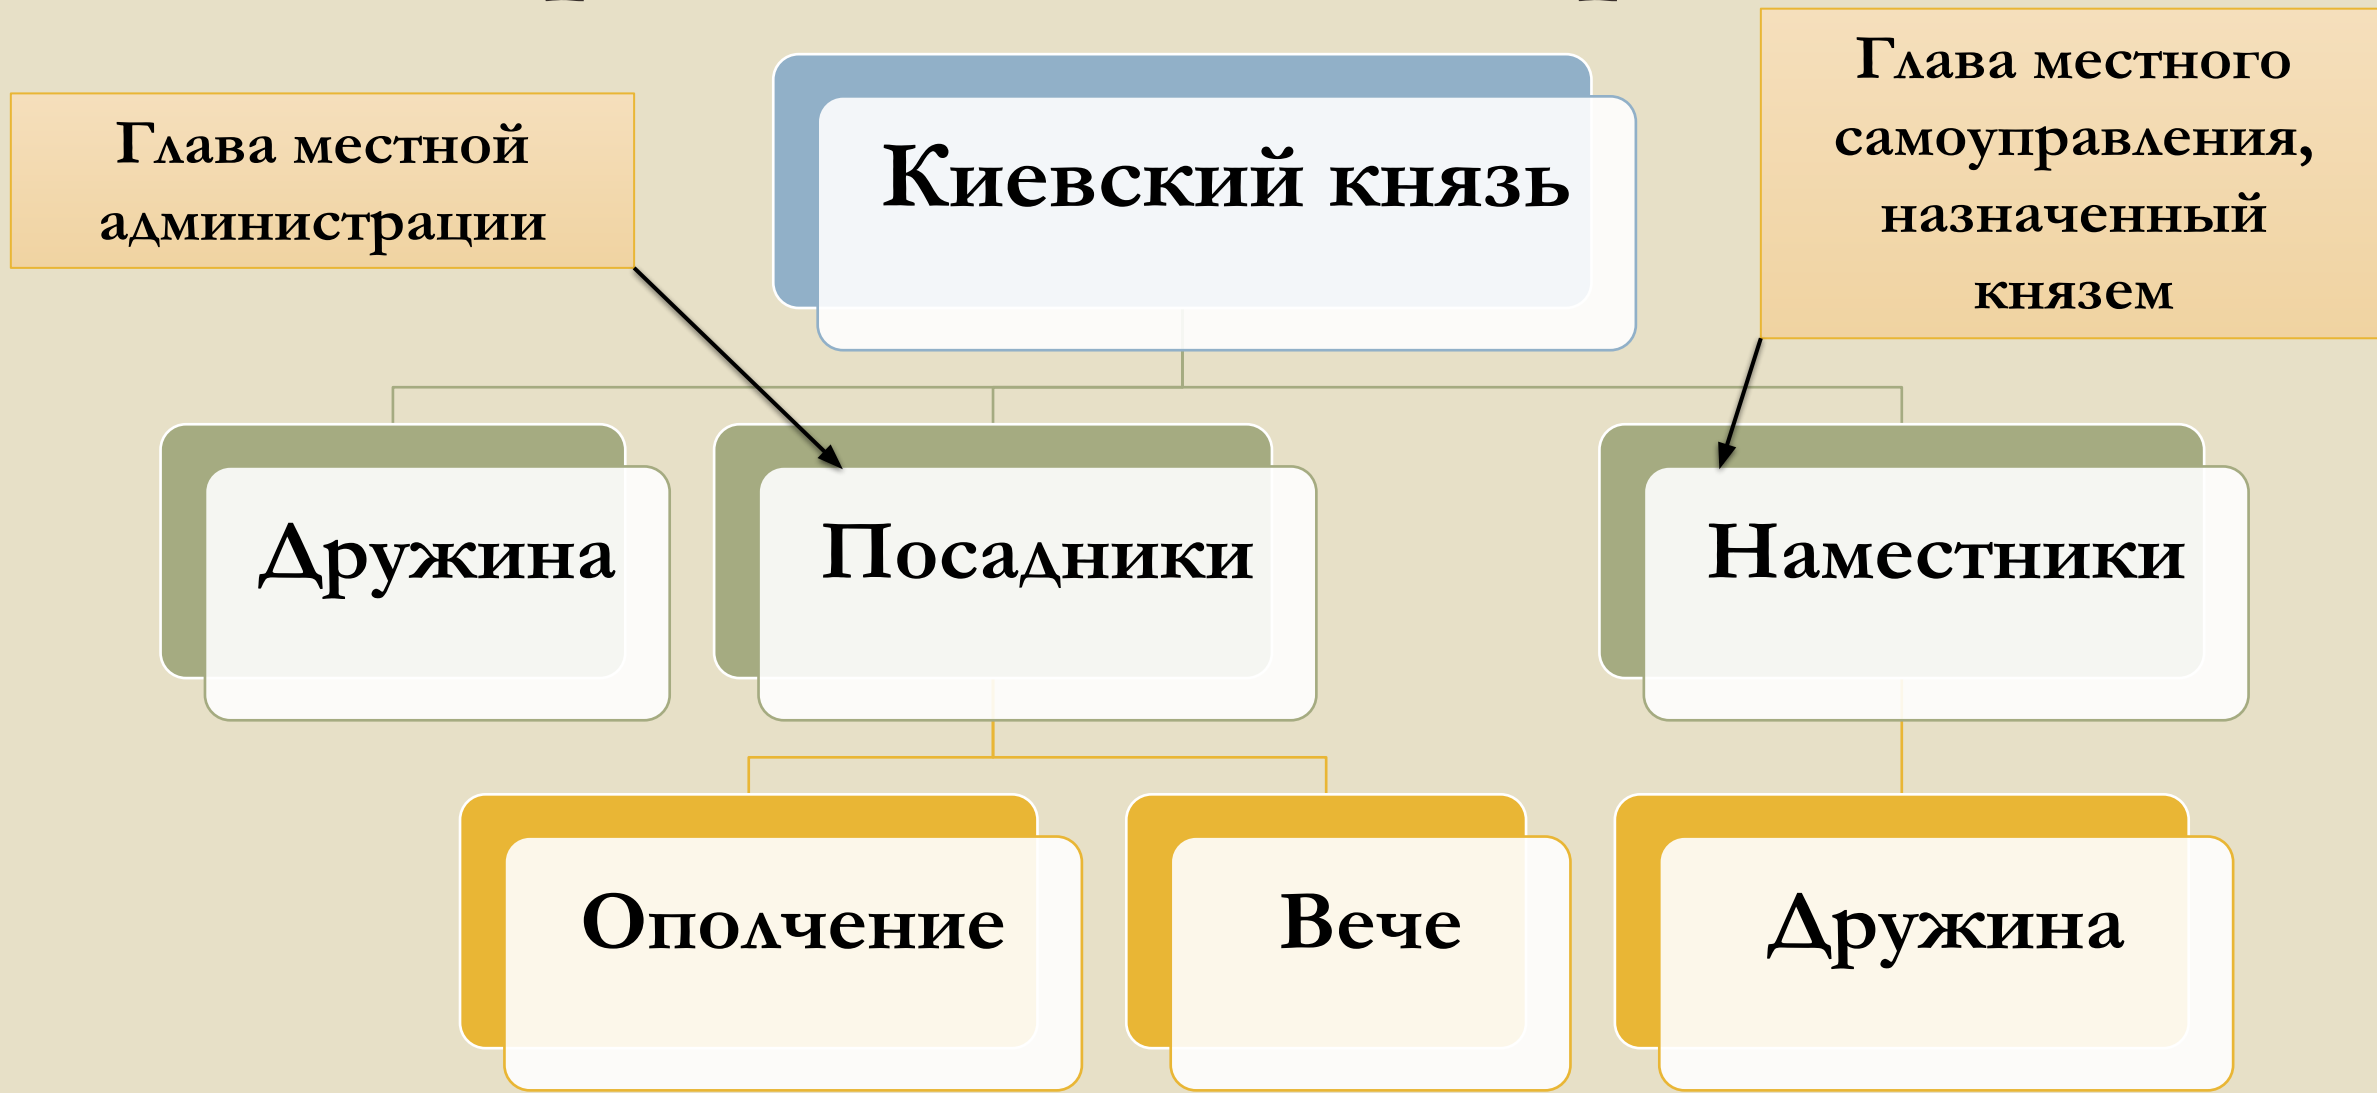 Глава местной
администрации
Киевский князь
Глава местного
самоуправления,
назначенный
князем
Дружина
Посадники
Наместники
Ополчение
Вече
Дружина